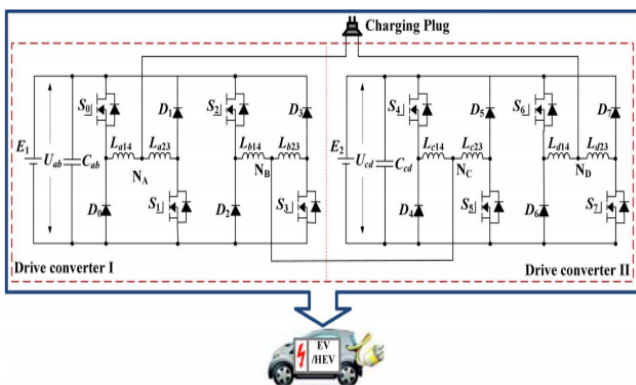 Charging Plug
S0 D1 S2 D3 S4 D5 S6 D7
La14 La23 Lb14 Lb23 Lc14 Lc23 Ld14 Ld23
E1 Uab Cab NA NB E2 Ucd Ccd NC ND
D0 S1 D2 S3 D4 S5 D6 S7
Drive converter I Drive converter II
EV
/HEV